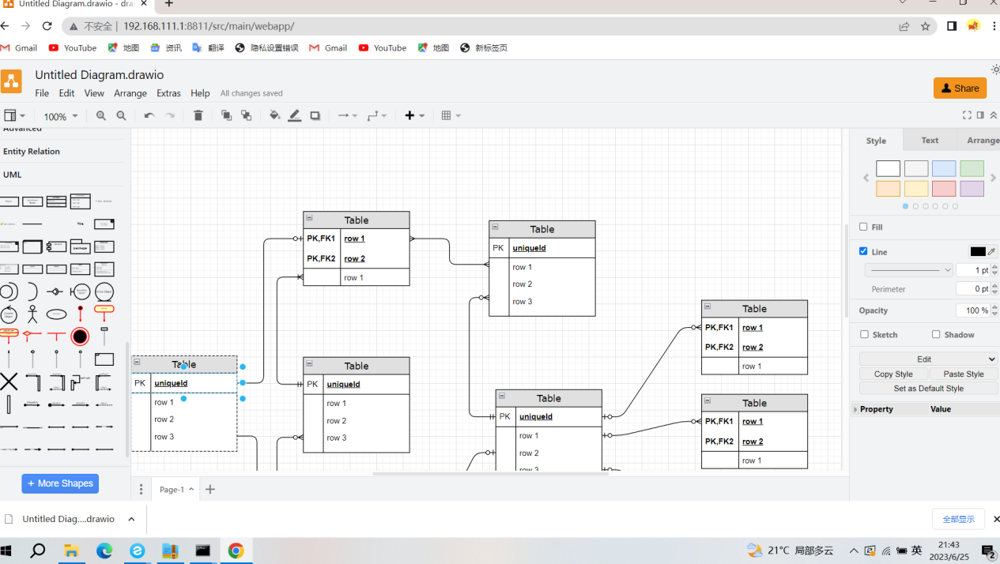 Untitled Diagram.drawio - dra
不安全 | 192.168.111.1:8811/src/main/webapp/
Gmail YouTube 地图 资讯 翻译 隐私设置错误 Gmail YouTube 地图 新标签页
Untitled Diagram.drawio
File Edit View Arrange Extras Help All changes saved
Share
100%
Advanced
Entity Relation
UML
Title
package
Style Text Arrange
Fill
Line
1 pt
Perimeter
0 pt
Opacity
100 %
Sketch Shadow
Edit
Copy Style Paste Style
Set as Default Style
Property Value
Table
PK,FK1 row 1
PK,FK2 row 2
row 1
Table
PK uniqueId
row 1
row 2
row 3
Table
PK,FK1 row 1
PK,FK2 row 2
row 1
Table
PK uniqueId
row 1
row 2
row 3
Table
PK uniqueId
row 1
row 2
row 3
Table
PK uniqueId
row 1
row 2
row 3
Table
PK,FK1 row 1
PK,FK2 row 2
row 1
+ More Shapes
Page-1
Untitled Diag....drawio
全部显示
21°C 局部多云
英
21:43
2023/6/25
2